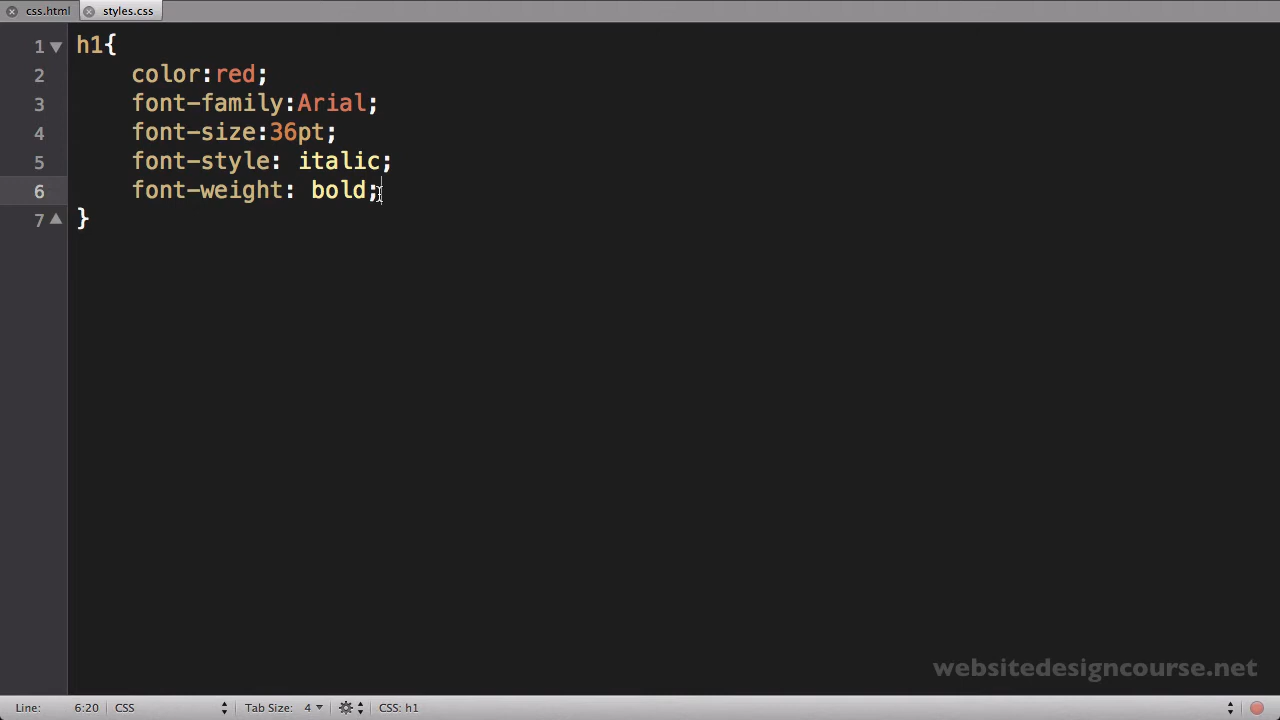 css.html styles.css
1 h1{
2 color:red;
3 font-family:Arial;
4 font-size:36pt;
5 font-style: italic;
6 font-weight: bold;
7 }
websitedesigncourse.net
Line: 6:20 CSS Tab Size: 4 CSS: h1